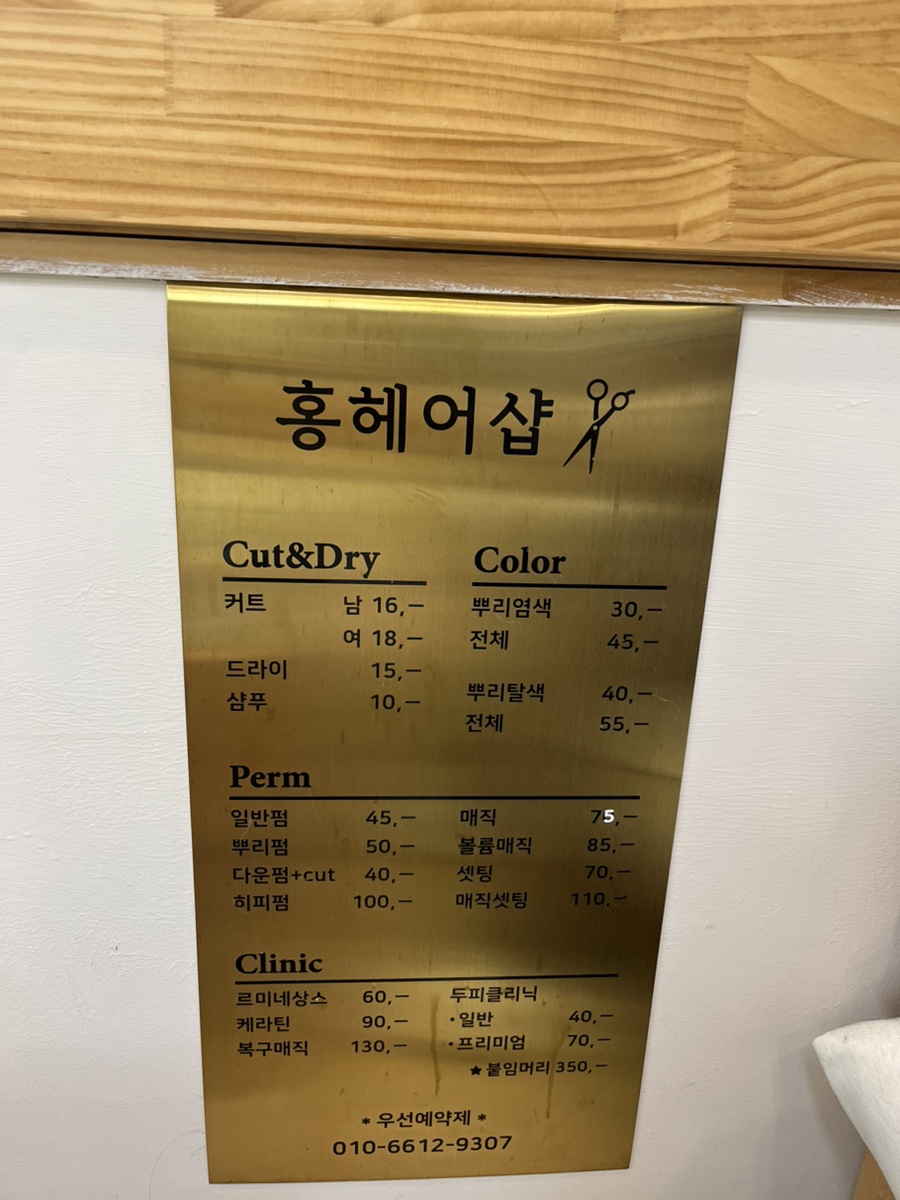 홍헤어샵
Cut&Dry
커트 남 16,-
여 18,-
드라이 15,-
샴푸 10,-
Color
뿌리염색 30,-
전체 45,-
뿌리탈색 40,-
전체 55,-
Perm
일반펌 45,-
뿌리펌 50,-
다운펌+cut 40,-
히피펌 100,-
매직 75,-
볼륨매직 85,-
셋팅 70,-
매직셋팅 110,-
Clinic
르미네상스 60,-
케라틴 90,-
복구매직 130,-
두피클리닉
·일반 40,-
·프리미엄 70,-
★붙임머리 350,-
* 우선예약제 *
010-6612-9307